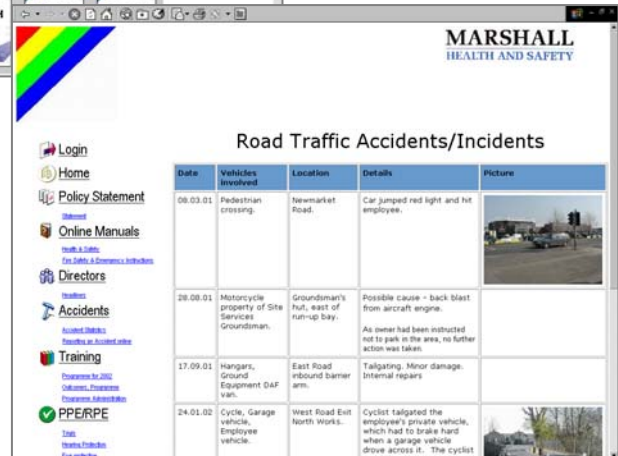 MARSHALL
HEALTH AND SAFETY
Road Traffic Accidents/Incidents
Login
Home
Policy Statement
Statement
Online Manuals
Health & Safety
Fire Safety & Emergency Instructions
Directors
Headlines
Accidents
Accident Statistics
Reporting an Accident online
Training
Programme for 2002
Outcomes, Programme
Programme Administration
PPE/RPE
Trials
Hearing Protection
Eye protection
Date Vehicles involved Location Details Picture
08.03.01 Pedestrian crossing. Newmarket Road. Car jumped red light and hit employee.
28.08.01 Motorcycle property of Site Services Groundsman. Groundsman's hut, east of run-up bay. Possible cause - back blast from aircraft engine.
As owner had been instructed not to park in the area, no further action was taken.
17.09.01 Hangars, Ground Equipment DAF van. East Road inbound barrier arm. Tailgating. Minor damage. Internal repairs
24.01.02 Cycle, Garage vehicle, Employee vehicle. West Road Exit North Works. Cyclist tailgated the employee's private vehicle, which had to brake hard when a garage vehicle drove across it. The cyclist